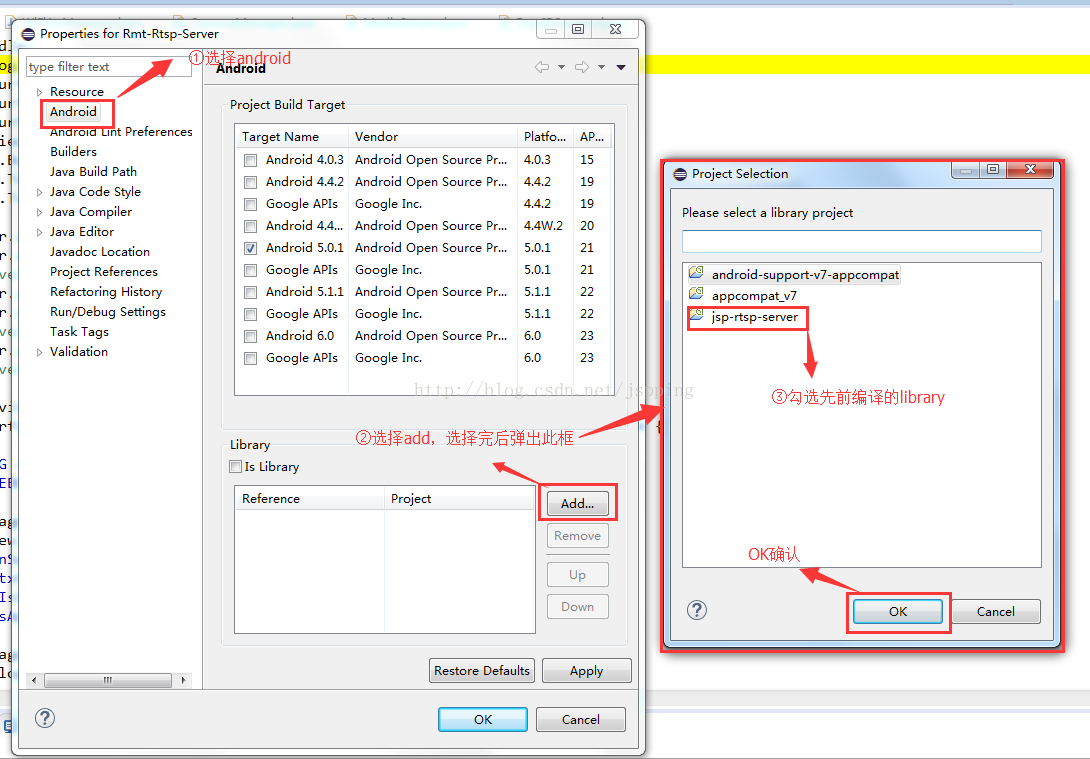 Properties for Rmt-Rtsp-Server
type filter text
①选择android
Android
Resource
Android
Android Lint Preferences
Builders
Java Build Path
Java Code Style
Java Compiler
Java Editor
Javadoc Location
Project References
Refactoring History
Run/Debug Settings
Task Tags
Validation
Project Build Target
Target Name Vendor Platfo... AP...
Android 4.0.3 Android Open Source Pr... 4.0.3 15
Android 4.4.2 Android Open Source Pr... 4.4.2 19
Google APIs Google Inc. 4.4.2 19
Android 4.4... Android Open Source Pr... 4.4W.2 20
Android 5.0.1 Android Open Source Pr... 5.0.1 21
Google APIs Google Inc. 5.0.1 21
Android 5.1.1 Android Open Source Pr... 5.1.1 22
Google APIs Google Inc. 5.1.1 22
Android 6.0 Android Open Source Pr... 6.0 23
Google APIs Google Inc. 6.0 23
http://blog.csdn.net/jspping
②选择add，选择完后弹出此框
Library
Is Library
Reference Project
Add...
Remove
Up
Down
Restore Defaults Apply
OK Cancel
Project Selection
Please select a library project
android-support-v7-appcompat
appcompat_v7
jsp-rtsp-server
③勾选先前编译的library
OK确认
OK Cancel